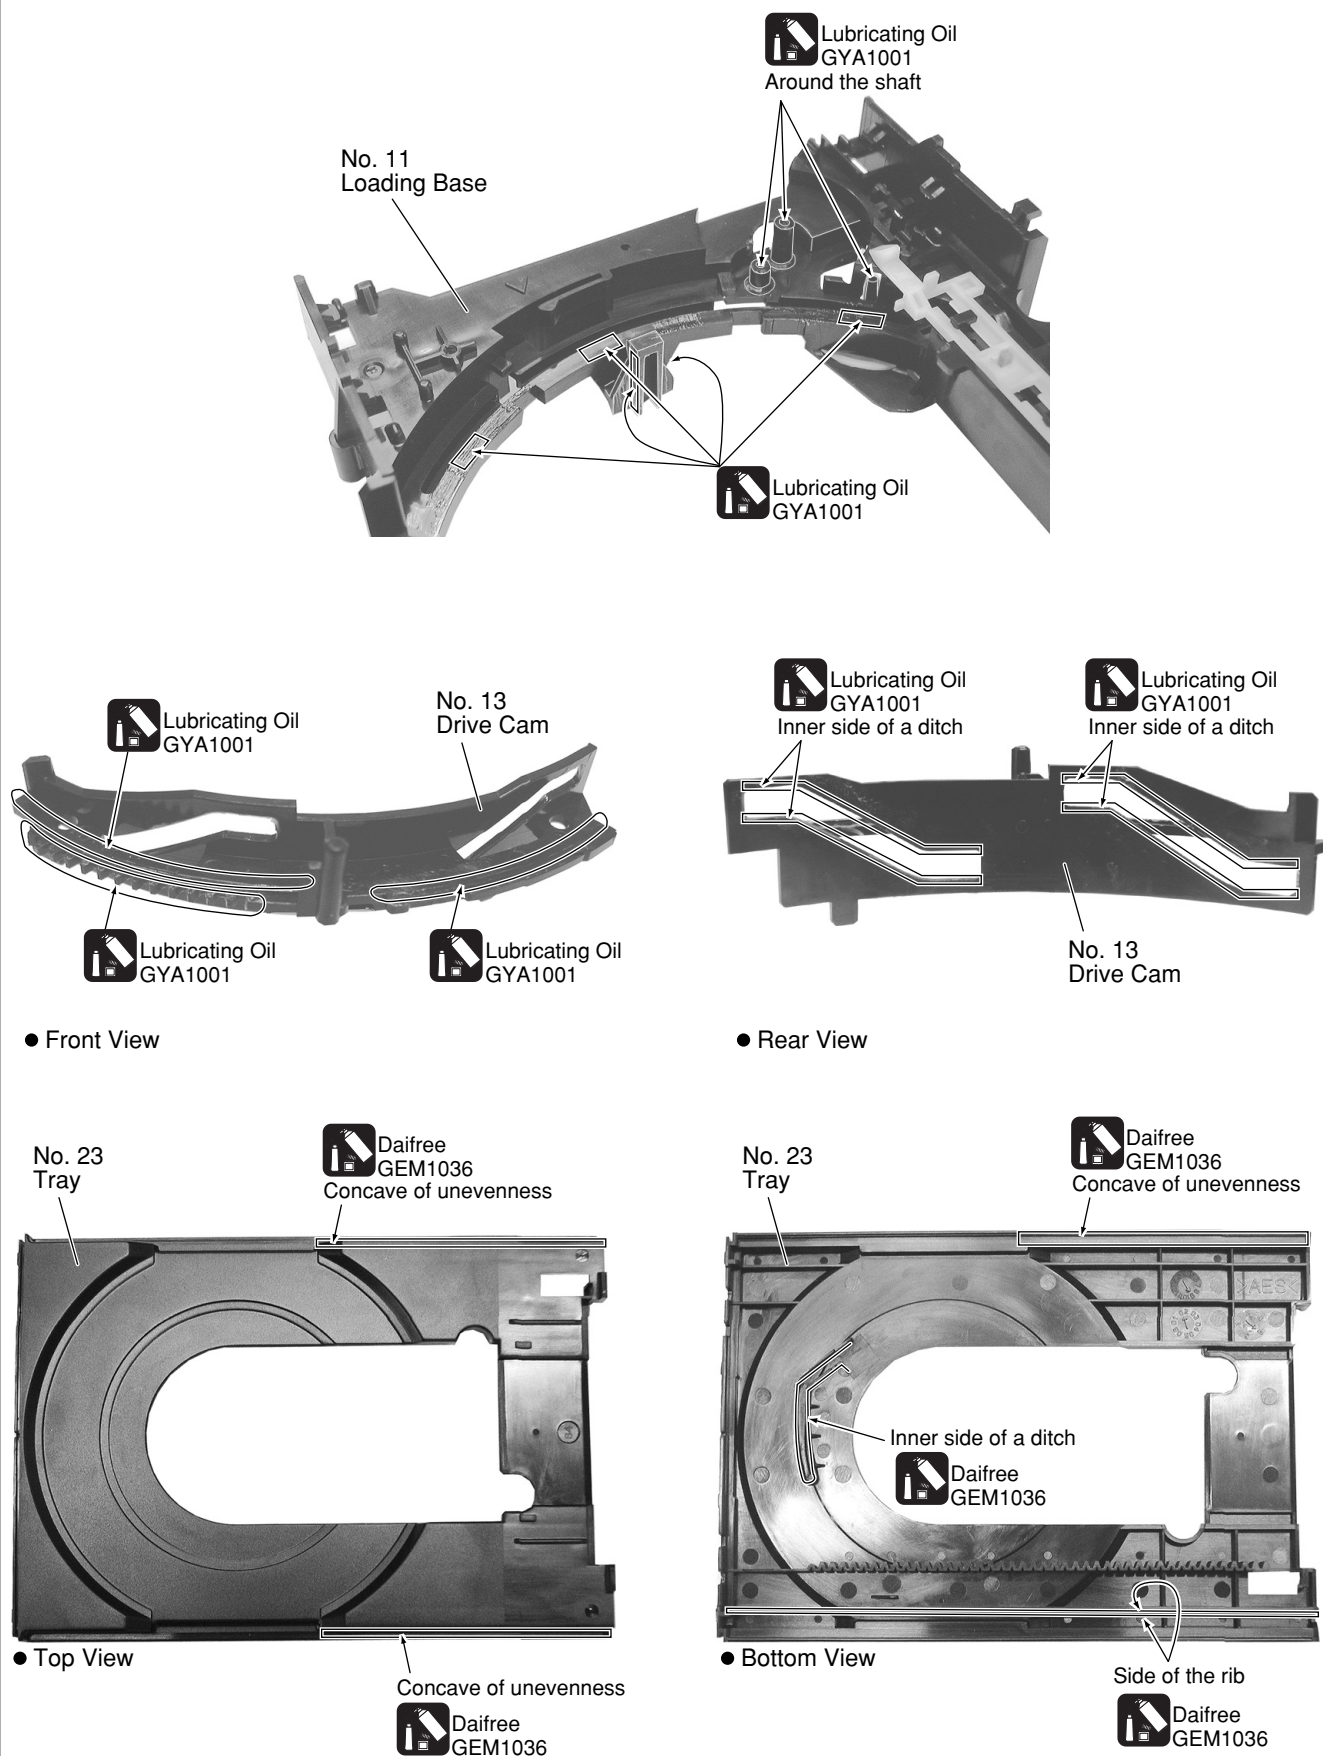 Lubricating Oil
GYA1001
Around the shaft
No. 11
Loading Base
Lubricating Oil
GYA1001
Lubricating Oil
GYA1001
No. 13
Drive Cam
Lubricating Oil
GYA1001
Lubricating Oil
GYA1001
● Front View
Lubricating Oil
GYA1001
Inner side of a ditch
Lubricating Oil
GYA1001
Inner side of a ditch
No. 13
Drive Cam
● Rear View
No. 23
Tray
Daifree
GEM1036
Concave of unevenness
● Top View
Concave of unevenness
Daifree
GEM1036
No. 23
Tray
Daifree
GEM1036
Concave of unevenness
AES
Inner side of a ditch
Daifree
GEM1036
● Bottom View
Side of the rib
Daifree
GEM1036